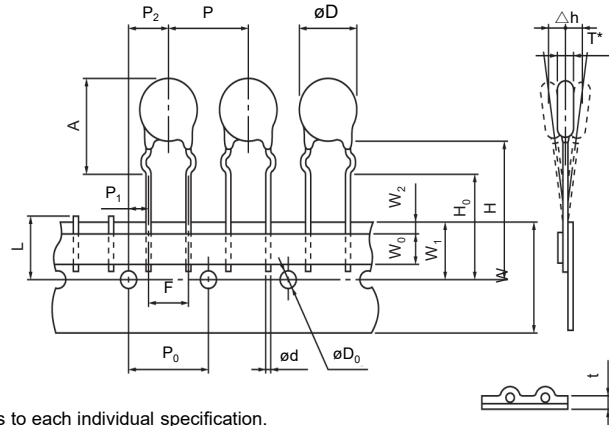 P₂
P
øD
△h
T*
A
P₁
W₂
H₀
H
L
W₀
W₁
W
F
P₀
ød
øD₀
t
s to each individual specification.